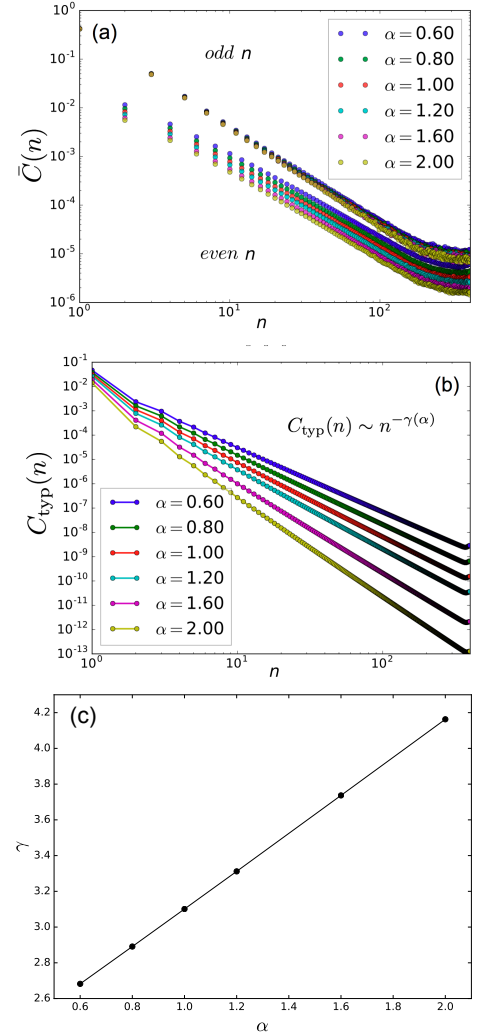 (a)
odd n
even n
α = 0.60
α = 0.80
α = 1.00
α = 1.20
α = 1.60
α = 2.00
C̄(n)
10⁰
10⁻¹
10⁻²
10⁻³
10⁻⁴
10⁻⁵
10⁻⁶
10⁰ 10¹ 10²
n
(b)
C_typ(n) ∼ n^{−γ(α)}
C_typ(n)
10⁻¹
10⁻²
10⁻³
10⁻⁴
10⁻⁵
10⁻⁶
10⁻⁷
10⁻⁸
10⁻⁹
10⁻¹⁰
10⁻¹¹
10⁻¹²
10⁻¹³
α = 0.60
α = 0.80
α = 1.00
α = 1.20
α = 1.60
α = 2.00
10⁰ 10¹ 10²
n
(c)
γ
4.2
4.0
3.8
3.6
3.4
3.2
3.0
2.8
2.6
0.6 0.8 1.0 1.2 1.4 1.6 1.8 2.0
α